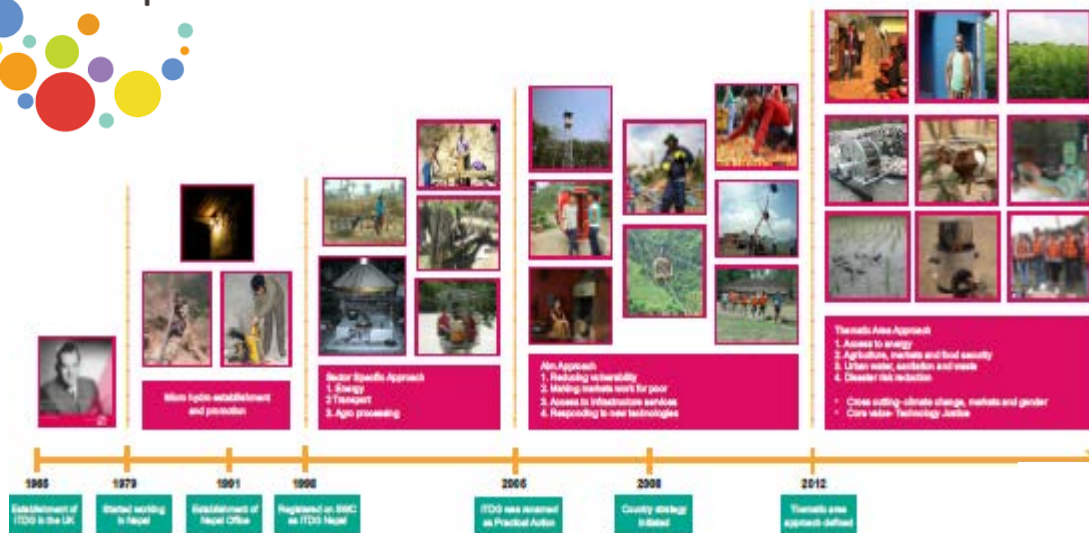 Micro hydro establishment
and promotion
Sector Specific Approach
1. Energy
2 Transport
3. Agro processing
Aim Approach
1. Reducing vulnerability
2. Making markets work for poor
3. Access to infrastructure services
4. Responding to new technologies
Thematic Area Approach
1. Access to energy
2. Agriculture, markets and food security
3. Urban water, sanitation and waste
4. Disaster risk reduction
• Cross cutting- climate change, markets and gender
• Core value- Technology Justice
1979
1991
2008
2012
Establishment of
ITDG in the UK
Started working
in Nepal
Establishment of
Nepal Office
Registered on SWC
as ITDG Nepal
ITDG was renamed
as Practical Action
Country strategy
initiated
Thematic area
approach defined